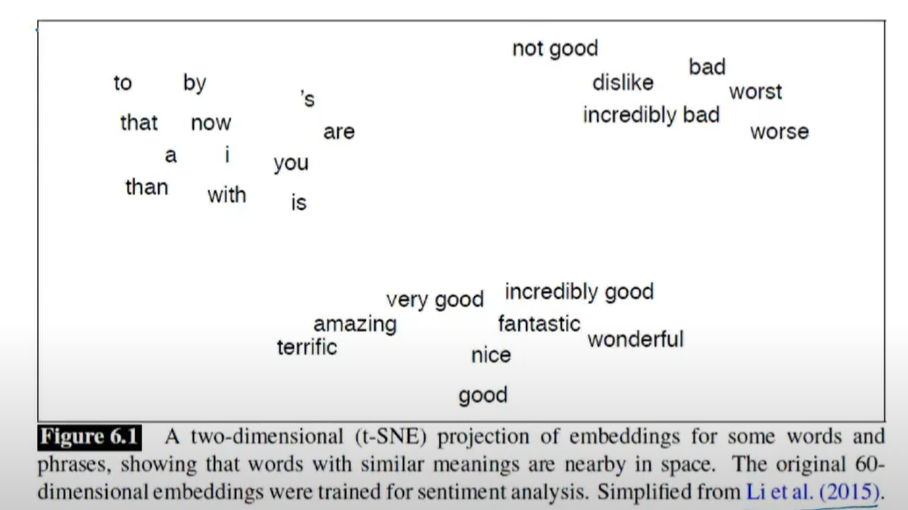 not good
bad
to by dislike worst
's
incredibly bad
that now are worse
a i you
than with is
very good incredibly good
amazing fantastic
terrific wonderful
nice
good
Figure 6.1 A two-dimensional (t-SNE) projection of embeddings for some words and
phrases, showing that words with similar meanings are nearby in space. The original 60-
dimensional embeddings were trained for sentiment analysis. Simplified from Li et al. (2015).